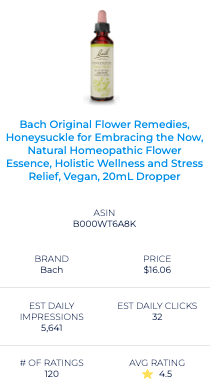 Bach Original Flower Remedies,
Honeysuckle for Embracing the Now,
Natural Homeopathic Flower
Essence, Holistic Wellness and Stress
Relief, Vegan, 20mL Dropper
ASIN
B000WT6A8K
BRAND
Bach
PRICE
$16.06
EST DAILY
IMPRESSIONS
5,641
EST DAILY CLICKS
32
# OF RATINGS
120
AVG RATING
4.5